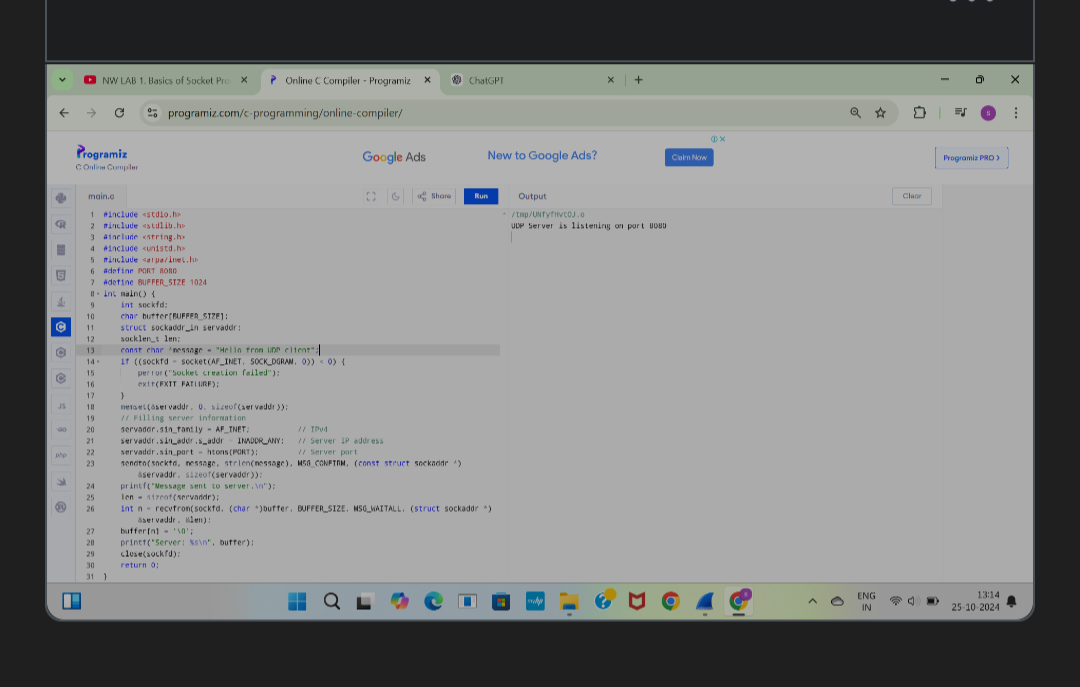 NW LAB 1. Basics of Socket Pro
Online C Compiler - Programiz
ChatGPT
programiz.com/c-programming/online-compiler/
S
Programiz
C Online Compiler
Google Ads
New to Google Ads?
Claim Now
Programiz PRO >
main.c
Share
Run
Output
Clear
1 #include <stdio.h>
2 #include <stdlib.h>
3 #include <string.h>
4 #include <unistd.h>
5 #include <arpa/inet.h>
6 #define PORT 8080
7 #define BUFFER_SIZE 1024
8 int main() {
9 int sockfd;
10 char buffer[BUFFER_SIZE];
11 struct sockaddr_in servaddr;
12 socklen_t len;
13 const char *message = "Hello from UDP client";
14 if ((sockfd = socket(AF_INET, SOCK_DGRAM, 0)) < 0) {
15 perror("Socket creation failed");
16 exit(EXIT_FAILURE);
17 }
18 memset(&servaddr, 0, sizeof(servaddr));
19 // Filling server information
20 servaddr.sin_family = AF_INET; // IPv4
21 servaddr.sin_addr.s_addr = INADDR_ANY; // Server IP address
22 servaddr.sin_port = htons(PORT); // Server port
23 sendto(sockfd, message, strlen(message), MSG_CONFIRM, (const struct sockaddr *)
&servaddr, sizeof(servaddr));
24 printf("Message sent to server.\n");
25 len = sizeof(servaddr);
26 int n = recvfrom(sockfd, (char *)buffer, BUFFER_SIZE, MSG_WAITALL, (struct sockaddr *)
&servaddr, &len);
27 buffer[n] = '\0';
28 printf("Server: %s\n", buffer);
29 close(sockfd);
30 return 0;
31 }
UDP Server is listening on port 8080
JS
php
ENG
IN
13:14
25-10-2024